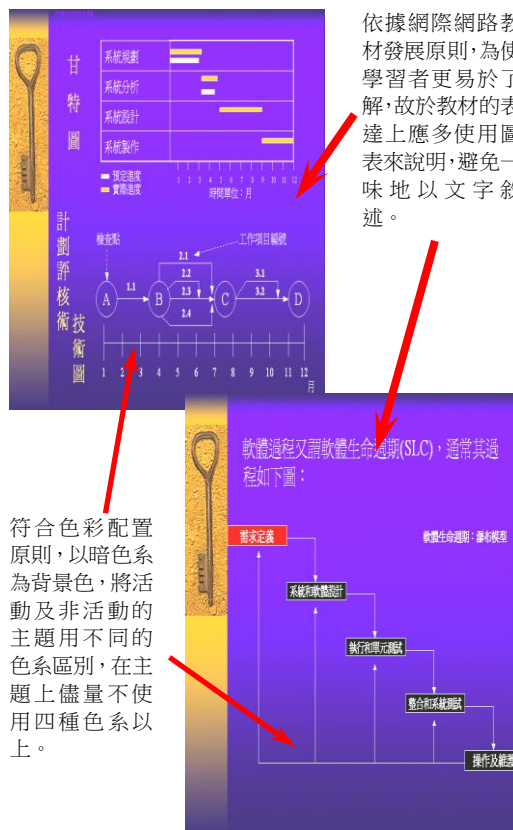 甘特圖
系統規劃
系統分析
系統設計
系統製作
預定進度
實際進度
1 2 3 4 5 6 7 8 9 10 11 12
時間單位：月
計劃評核術
技術圖
檢查點
2.1
工作項目編號
2.2
1.1
2.3
2.4
3.1
3.2
A
B
C
D
1 2 3 4 5 6 7 8 9 10 11 12
月
依據網際網路教
材發展原則，為使
學習者更易於了
解，故於教材的表
達上應多使用圖
表來說明，避免一
味地以文字敘
述。
軟體過程又謂軟體生命週期(SLC)，通常其過
程如下圖：
需求定義
軟體生命週期：瀑布模型
系統和軟體設計
執行和單元測試
整合和系統測試
操作及維護
符合色彩配置
原則，以暗色系
為背景色，將活
動及非活動的
主題用不同的
色系區別，在主
題上儘量不使
用四種色系以
上。